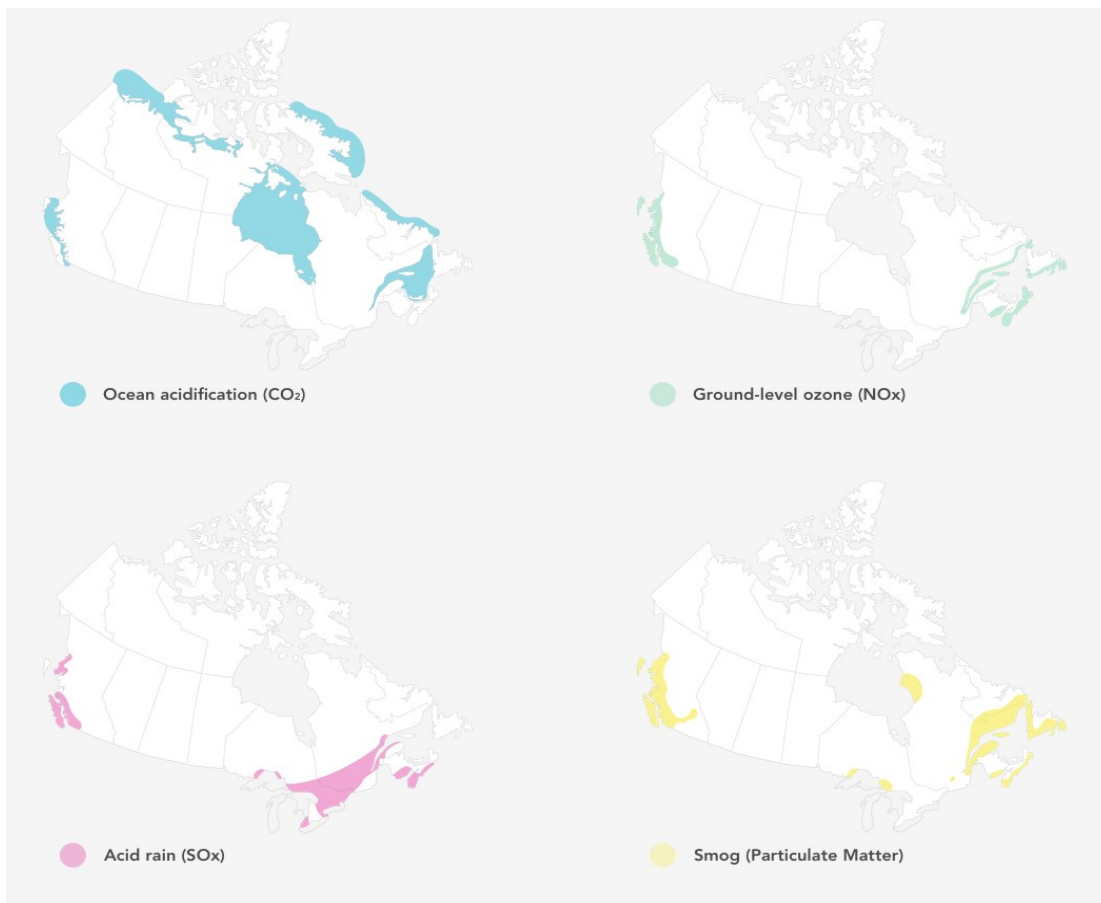 Ocean acidification (CO₂)
Ground-level ozone (NOx)
Acid rain (SOx)
Smog (Particulate Matter)